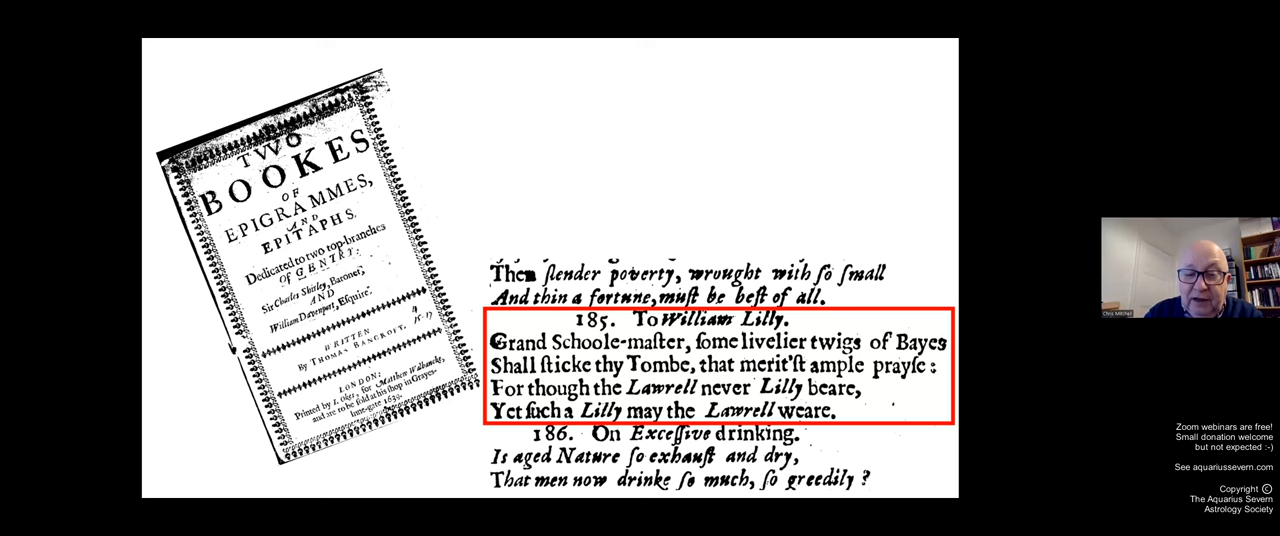 TWO
BOOKES
OF
EPIGRAMMES,
AND
EPITAPHS.
Dedicated to two top-branches
OF GENTRY:
Sir Charles Shirley, Baronet,
AND
William Davenport, Esquire.
WRITTEN
By THOMAS BANCROFT.
LONDON:
Printed by I. Okes, for Matthew Walbancke,
and are to be sold at his shop in Grayes-
Inne-gate 1639.
Then ſlender poverty, wrought with ſo ſmall
And thin a fortune, muſt be beſt of all.
185. To William Lilly.
Grand Schoole-maſter, ſome livelier twigs of Bayes
Shall ſticke thy Tombe, that merit'ſt ample prayſe :
For though the Lawrell never Lilly beare,
Yet ſuch a Lilly may the Lawrell weare.
186. On Exceſſive drinking.
Is aged Nature ſo exhauſt and dry,
That men now drinke ſo much, ſo greedily ?
Chris Mitchell
Zoom webinars are free!
Small donation welcome
but not expected :-)
See aquariussevern.com
Copyright ©
The Aquarius Severn
Astrology Society